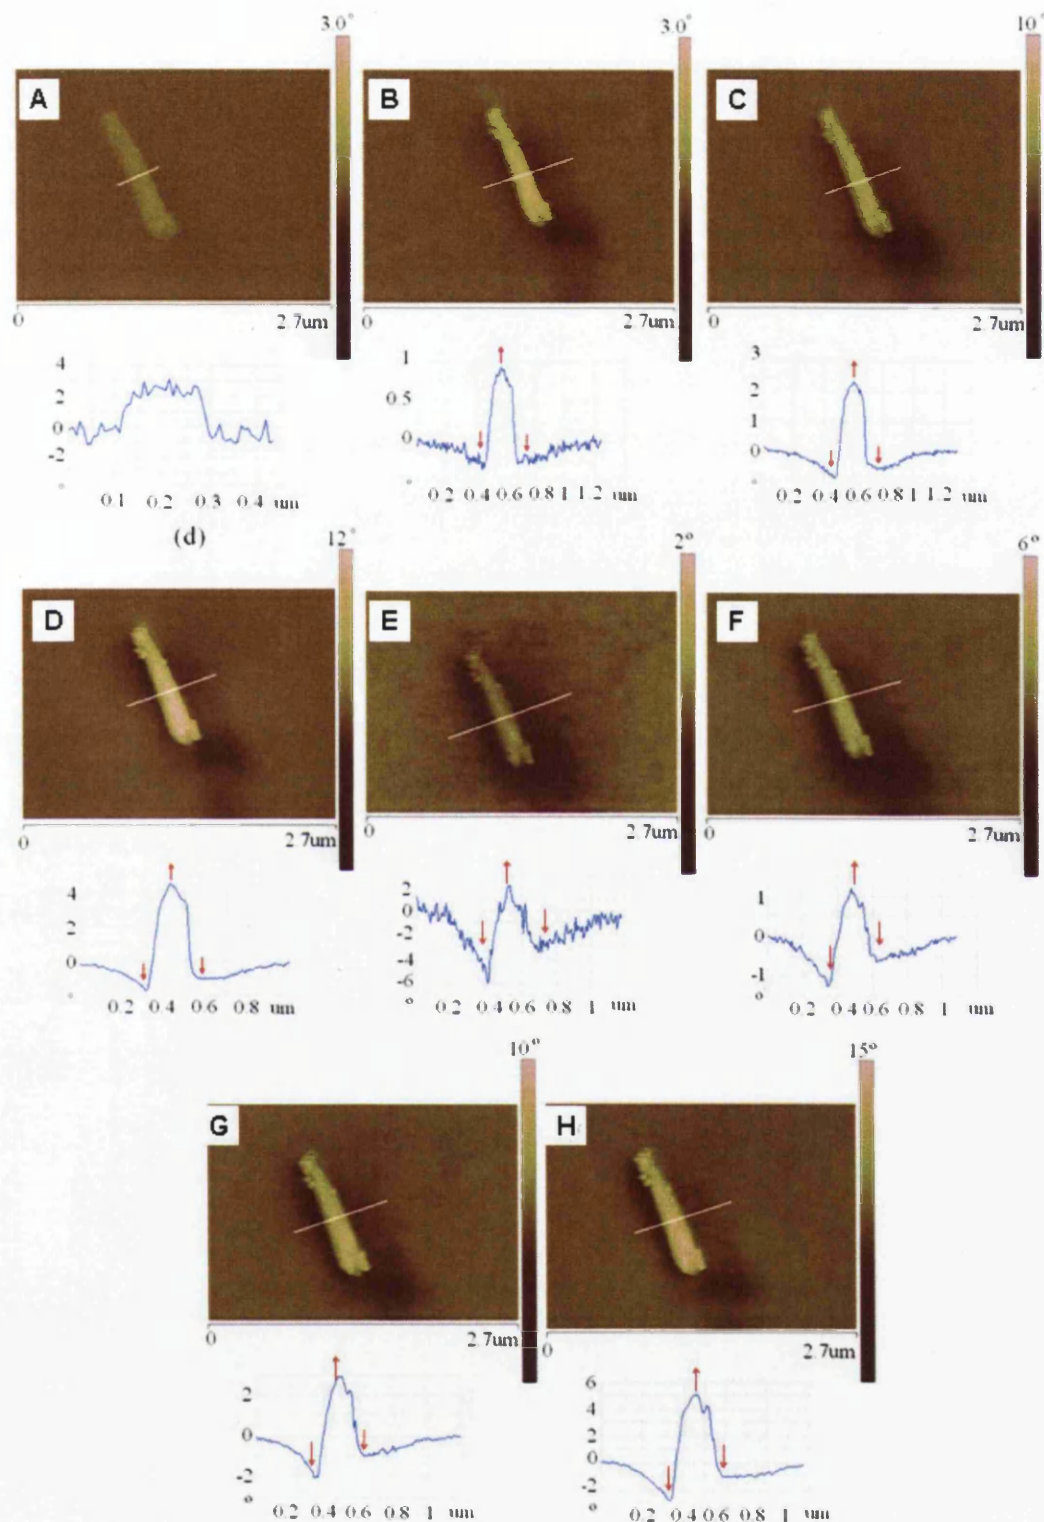 3.0°
3.0°
10°
A
B
C
0 2.7um
0 2.7um
0 2.7um
4
2
0
-2
°
0.1 0.2 0.3 0.4 um
1
0.5
0
°
0.2 0.4 0.6 0.8 1 1.2
3
2
1
0
°
0.2 0.4 0.6 0.8 1 1.2 um
(d)
12°
2°
6°
D
E
F
0 2.7um
0 2.7um
0 2.7um
4
2
0
°
0.2 0.4 0.6 0.8 um
2
0
-2
-4
-6
°
0.2 0.4 0.6 0.8 1 um
1
0
-1
°
0.2 0.4 0.6 0.8 1 um
10°
15°
G
H
0 2.7um
0 2.7um
2
0
-2
°
0.2 0.4 0.6 0.8 1 um
6
4
2
0
-2
°
0.2 0.4 0.6 0.8 1 um